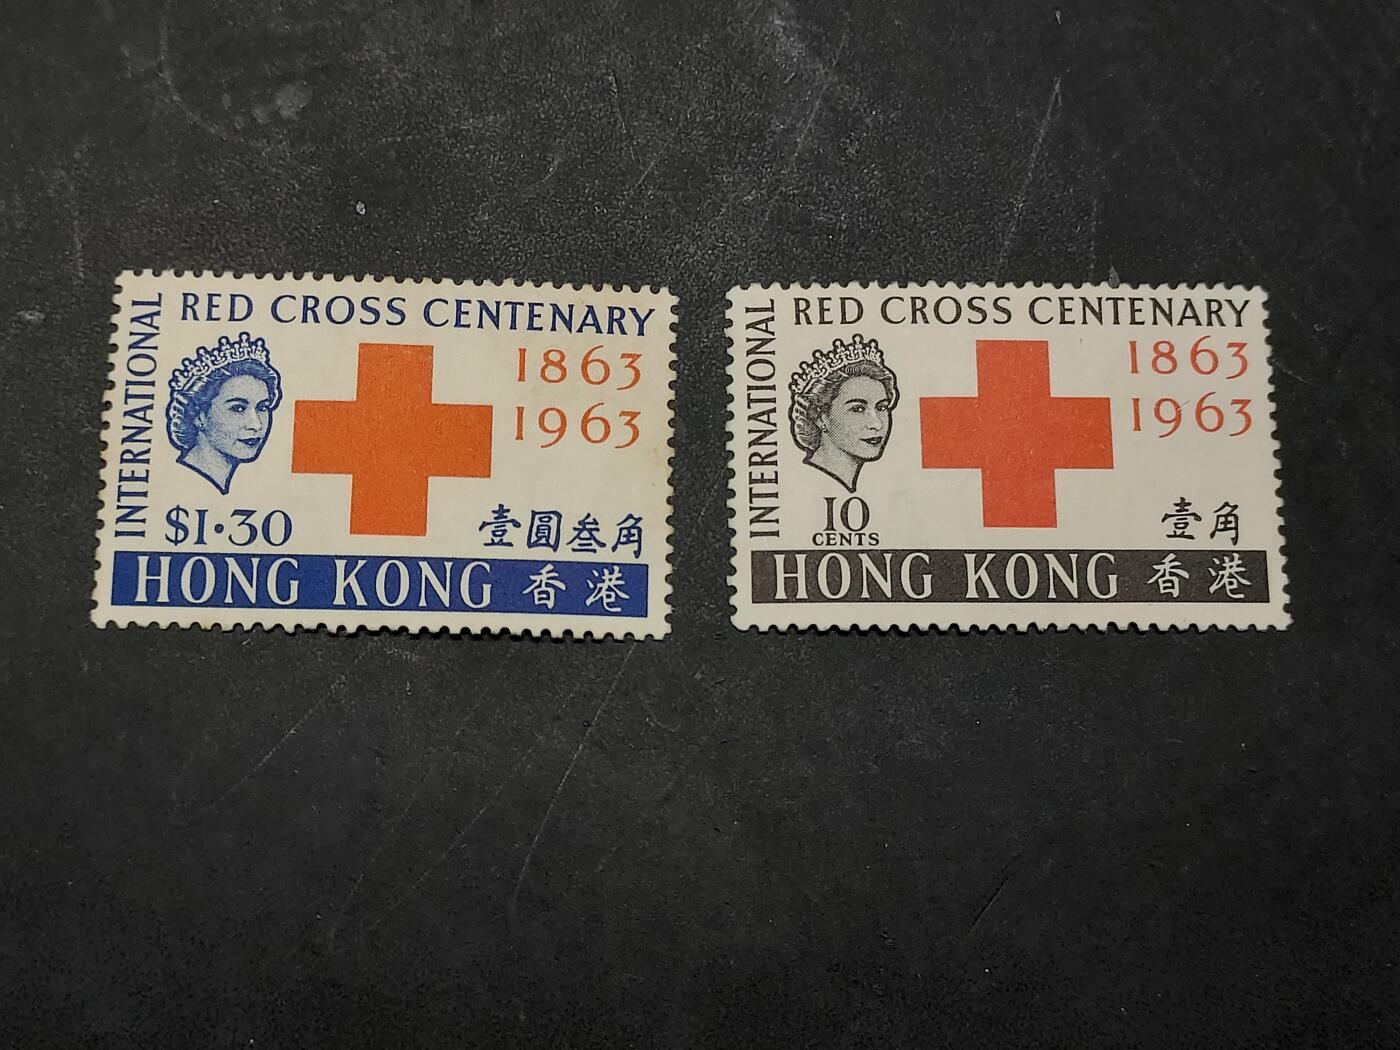 INTERNATIONAL
RED CROSS CENTENARY
1863
1963
$1·30
壹圓叁角
HONG KONG 香港
INTERNATIONAL
RED CROSS CENTENARY
1863
1963
10
CENTS
壹角
HONG KONG 香港